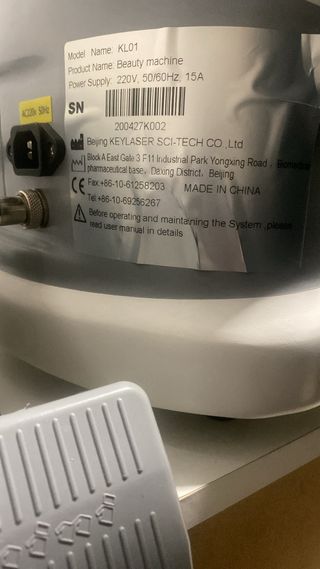 Model Name: KL01
Product Name: Beauty machine
Power Supply: 220V, 50/60Hz, 15A
AC220v 50Hz
SN
200427K002
Beijing KEYLASER SCI-TECH CO.,Ltd
Block A East Gate 3 F11 Industrial Park Yongxing Road, Biomedical
pharmaceutical base, Daxing District, Beijing
CE Fax:+86-10-61258203 MADE IN CHINA
Tel:+86-10-69256267
Before operating and maintaining the System ,please
read user manual in details